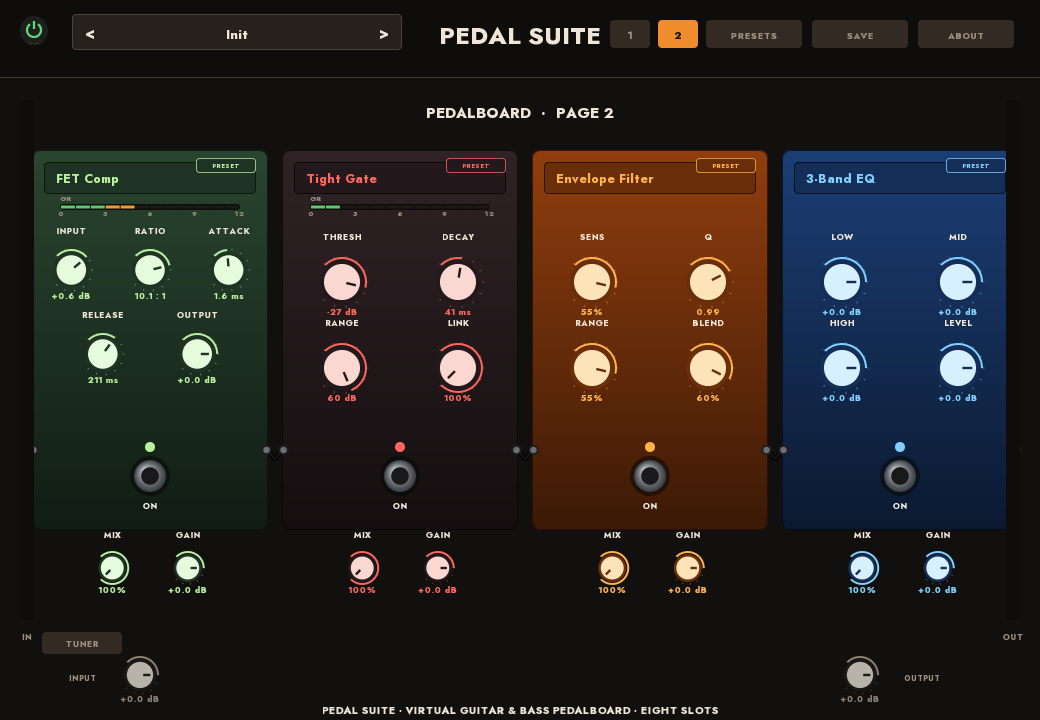 < Init > PEDAL SUITE 1 2 PRESETS SAVE ABOUT
PEDALBOARD · PAGE 2
PRESET PRESET PRESET PRESET
FET Comp Tight Gate Envelope Filter 3-Band EQ
GR GR
0 3 6 9 12 0 3 6 9 12
INPUT RATIO ATTACK THRESH DECAY SENS Q LOW MID
+0.6 dB 10.1 : 1 1.6 ms -27 dB 41 ms 55% 0.99 +0.0 dB +0.0 dB
RELEASE OUTPUT RANGE LINK RANGE BLEND HIGH LEVEL
211 ms +0.0 dB 60 dB 100% 55% 60% +0.0 dB +0.0 dB
ON ON ON ON
MIX GAIN MIX GAIN MIX GAIN MIX GAIN
100% +0.0 dB 100% +0.0 dB 100% +0.0 dB 100% +0.0 dB
IN TUNER OUT
INPUT OUTPUT
+0.0 dB +0.0 dB
PEDAL SUITE · VIRTUAL GUITAR & BASS PEDALBOARD · EIGHT SLOTS